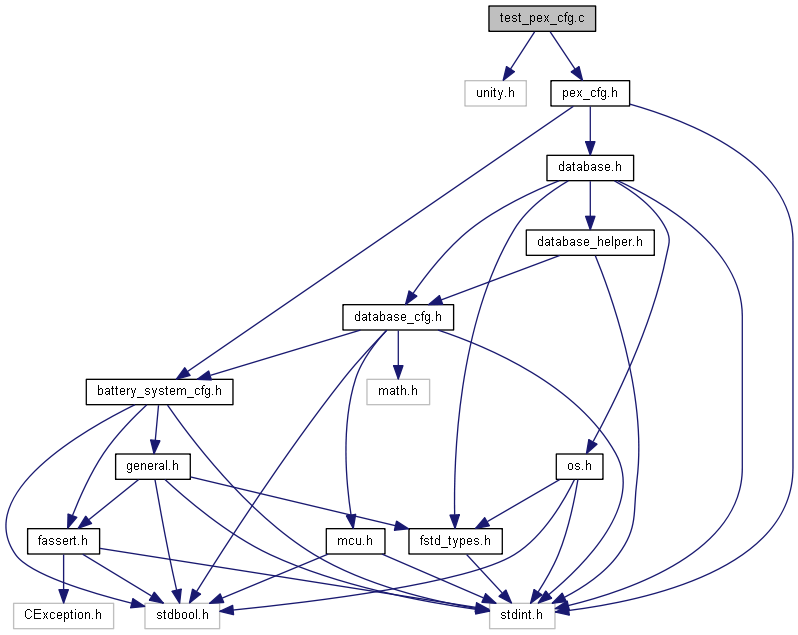 test_pex_cfg.c
unity.h
pex_cfg.h
database.h
database_helper.h
database_cfg.h
battery_system_cfg.h
math.h
general.h
os.h
fassert.h
mcu.h
fstd_types.h
CException.h
stdbool.h
stdint.h